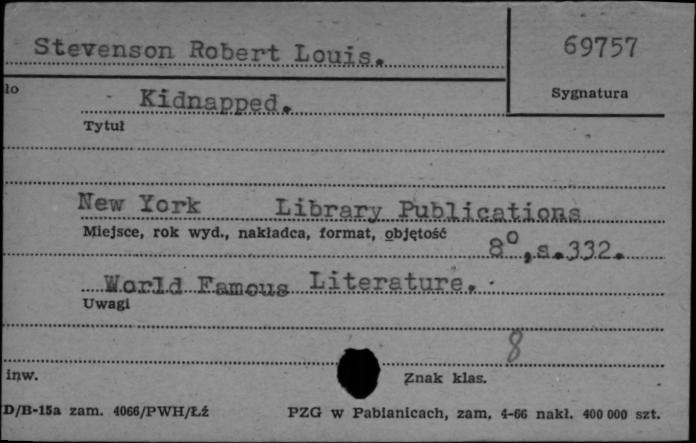 Stevenson Robert Louis.
69757
Sygnatura
ło
Kidnapped.
Tytuł
New York Library Publications
Miejsce, rok wyd., nakładca, format, objętość
8°,s.332.
World Famous Literature.
Uwagi
8
inw.
Znak klas.
D/B-15a zam. 4066/PWH/Łż
PZG w Pabianicach, zam. 4-66 nakł. 400 000 szt.